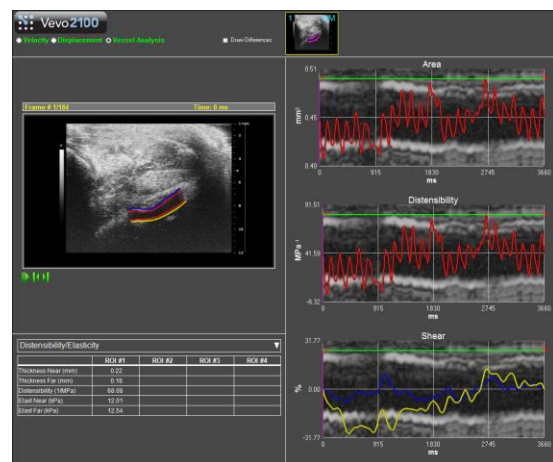 Vevo2100
Velocity Displacement Vessel Analysis Draw Differences
Frame # 1/184 Time: 0 ms
Area
0.51
mm²
0.45
0.40
0 915 1830 2745 3660
ms
Distensibility
91.51
MPa⁻¹
41.59
-8.32
0 915 1830 2745 3660
ms
Shear
31.77
%
0.00
-31.77
0 915 1830 2745 3660
ms
Distensibility/Elasticity
ROI #1 ROI #2 ROI #3 ROI #4
Thickness Near (mm) 0.22
Thickness Far (mm) 0.18
Distensibility (1/MPa) 68.08
Elast Near (kPa) 12.01
Elast Far (kPa) 12.54